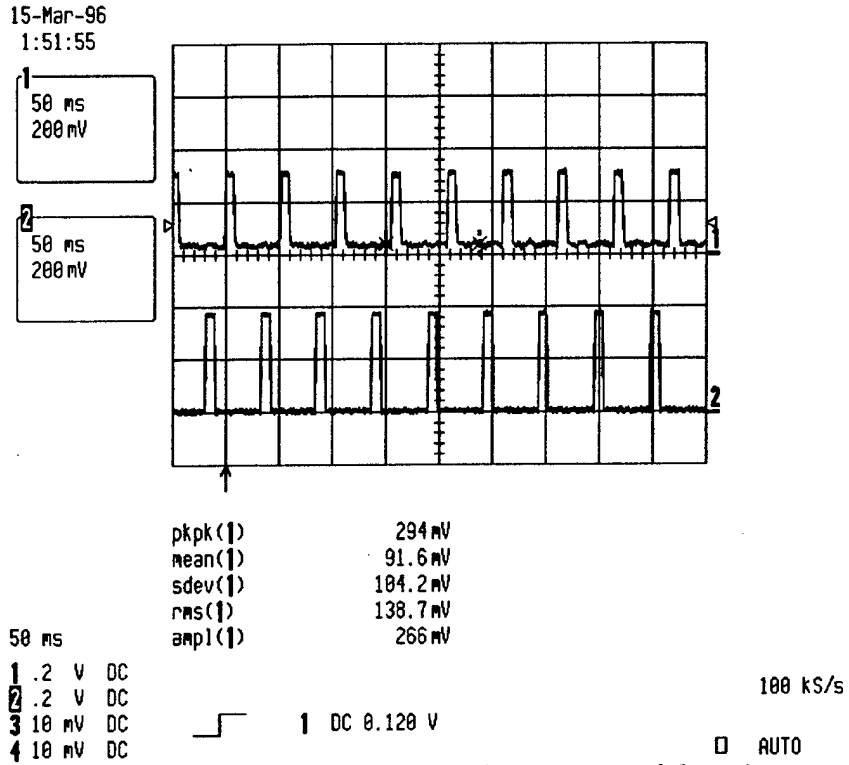 15-Mar-96
1:51:55
1
50 ms
200 mV
2
50 ms
200 mV
1
2
pkpk(1) 294 mV
mean(1) 91.6 mV
sdev(1) 104.2 mV
rms(1) 138.7 mV
ampl(1) 266 mV
50 ms
1 .2 V DC
2 .2 V DC
3 10 mV DC
4 10 mV DC
1 DC 0.120 V
100 kS/s
AUTO